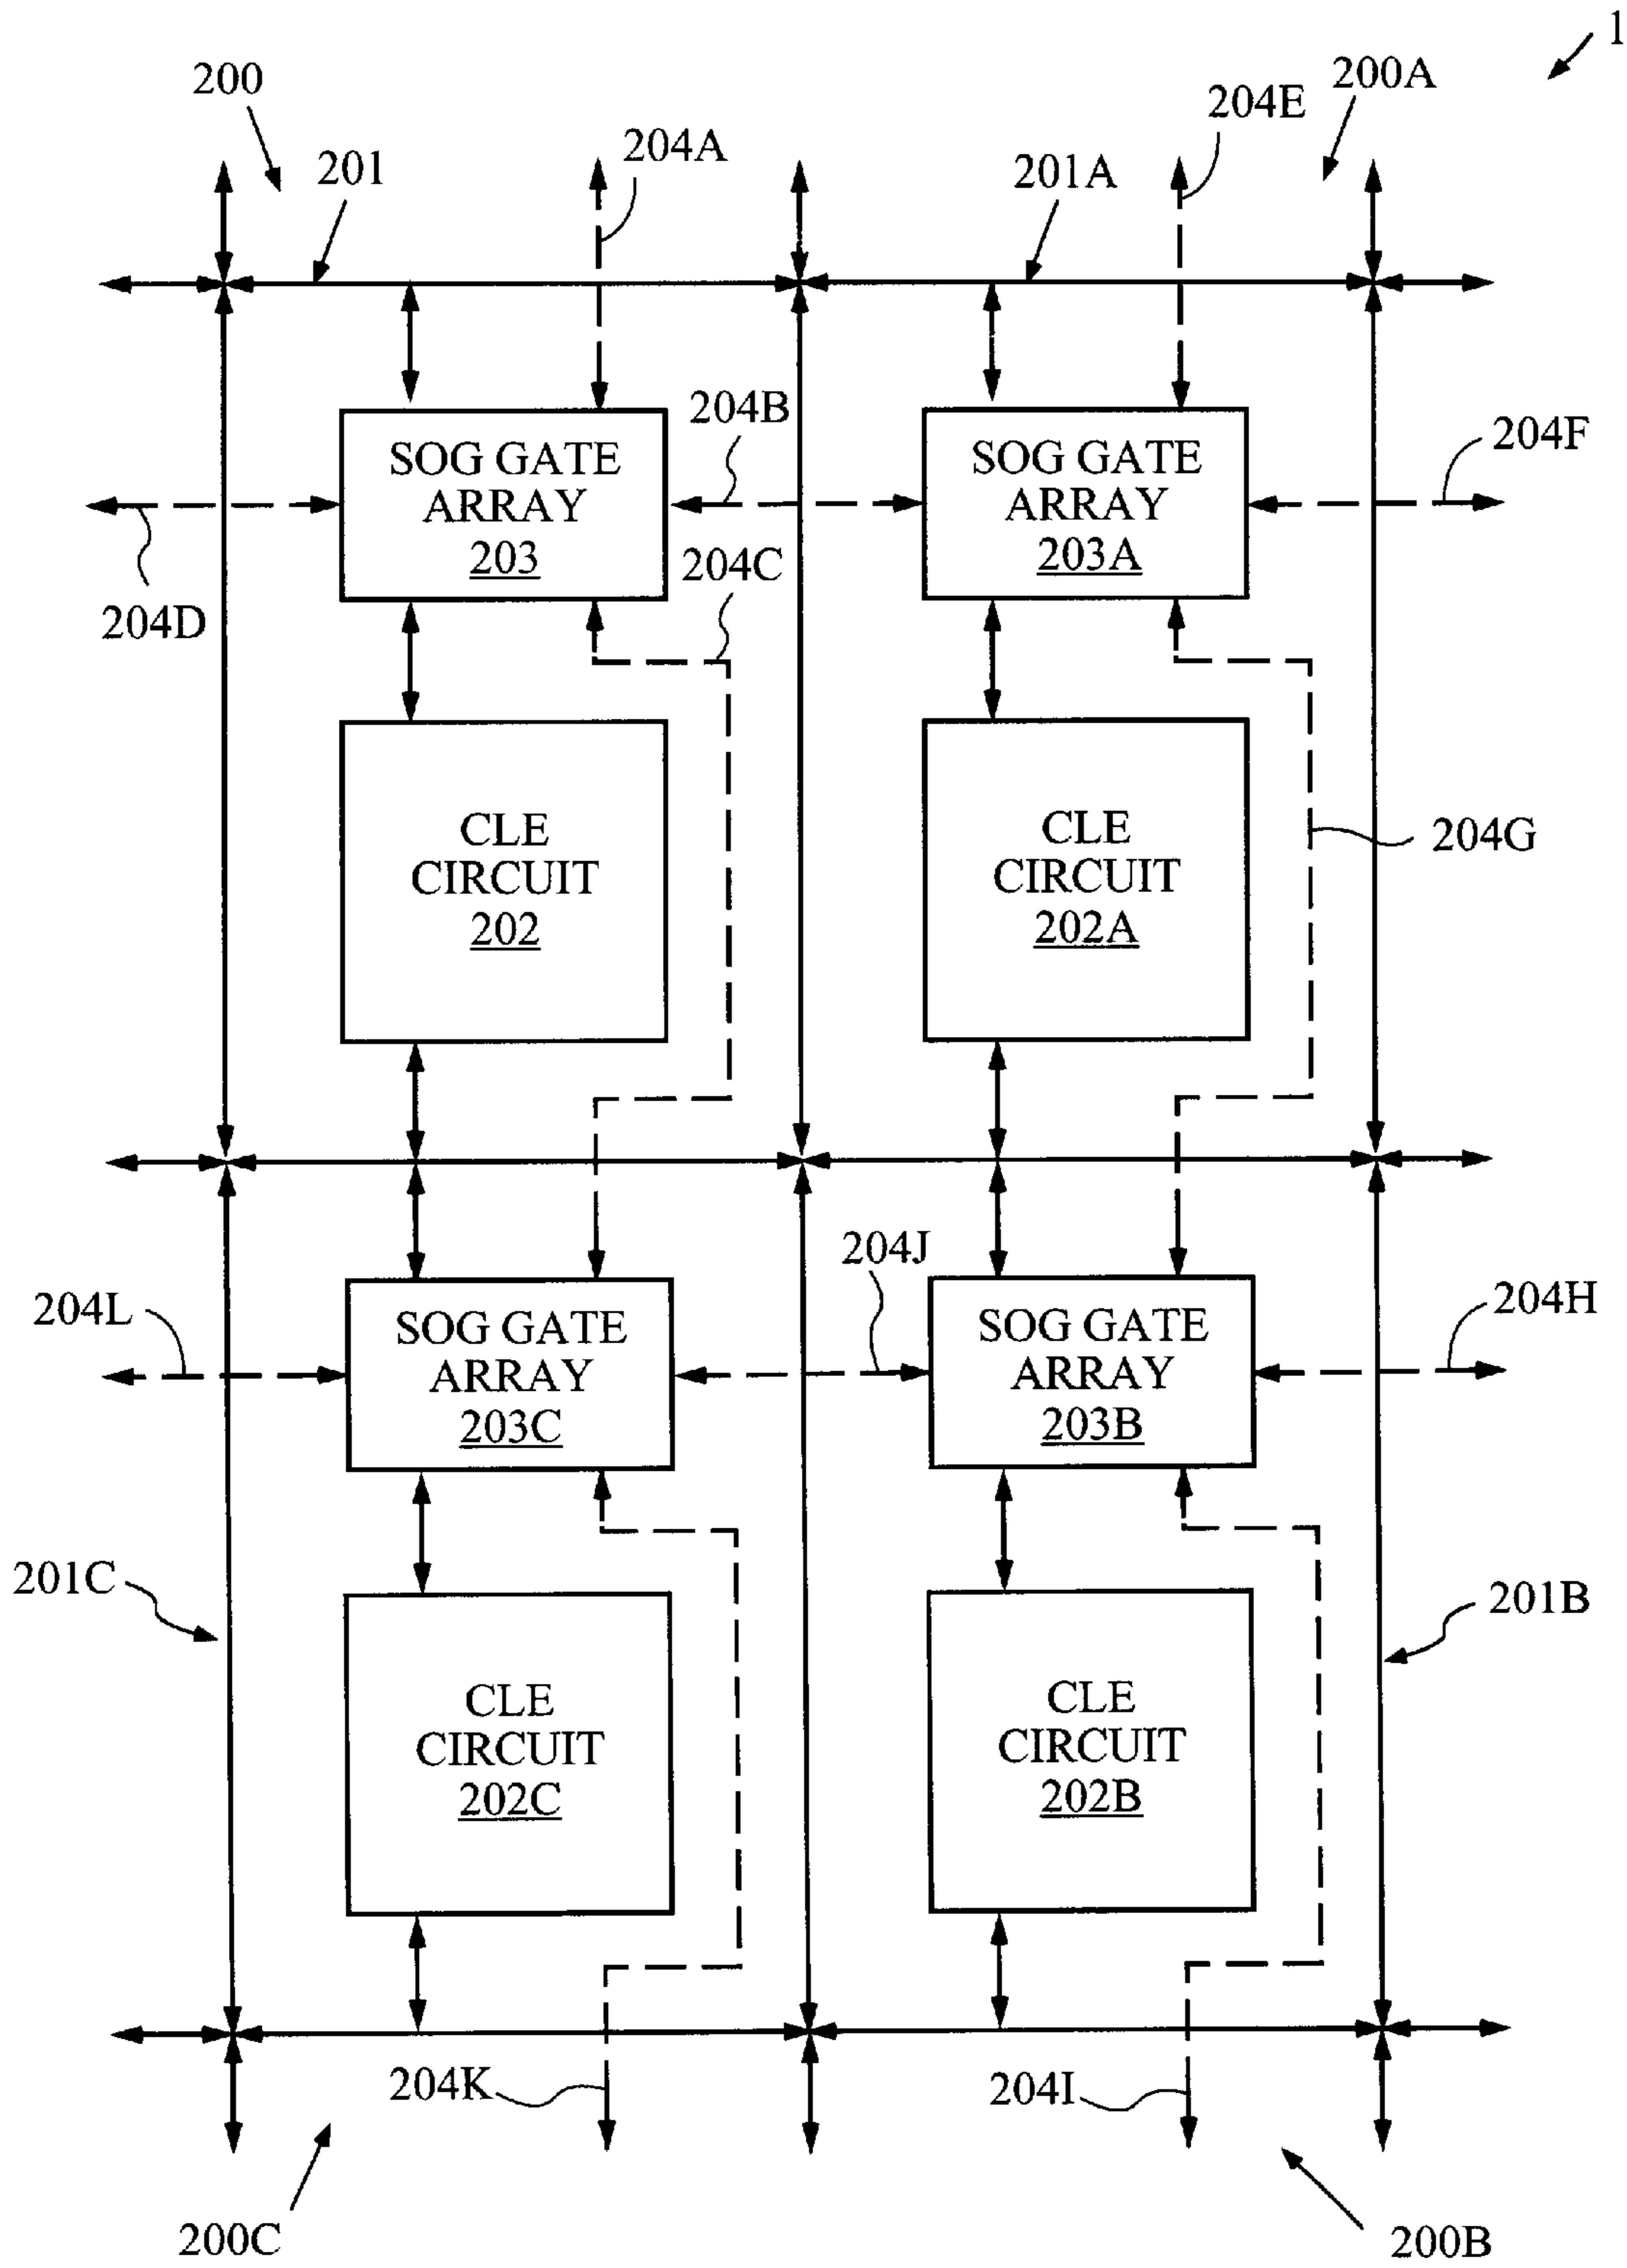 1
200
200A
204E
204A
201
201A
204B
204F
SOG GATE
ARRAY
203
SOG GATE
ARRAY
203A
204C
204D
CLE
CIRCUIT
202
CLE
CIRCUIT
202A
204G
204J
204L
204H
SOG GATE
ARRAY
203C
SOG GATE
ARRAY
203B
201C
201B
CLE
CIRCUIT
202C
CLE
CIRCUIT
202B
204K
204I
200C
200B